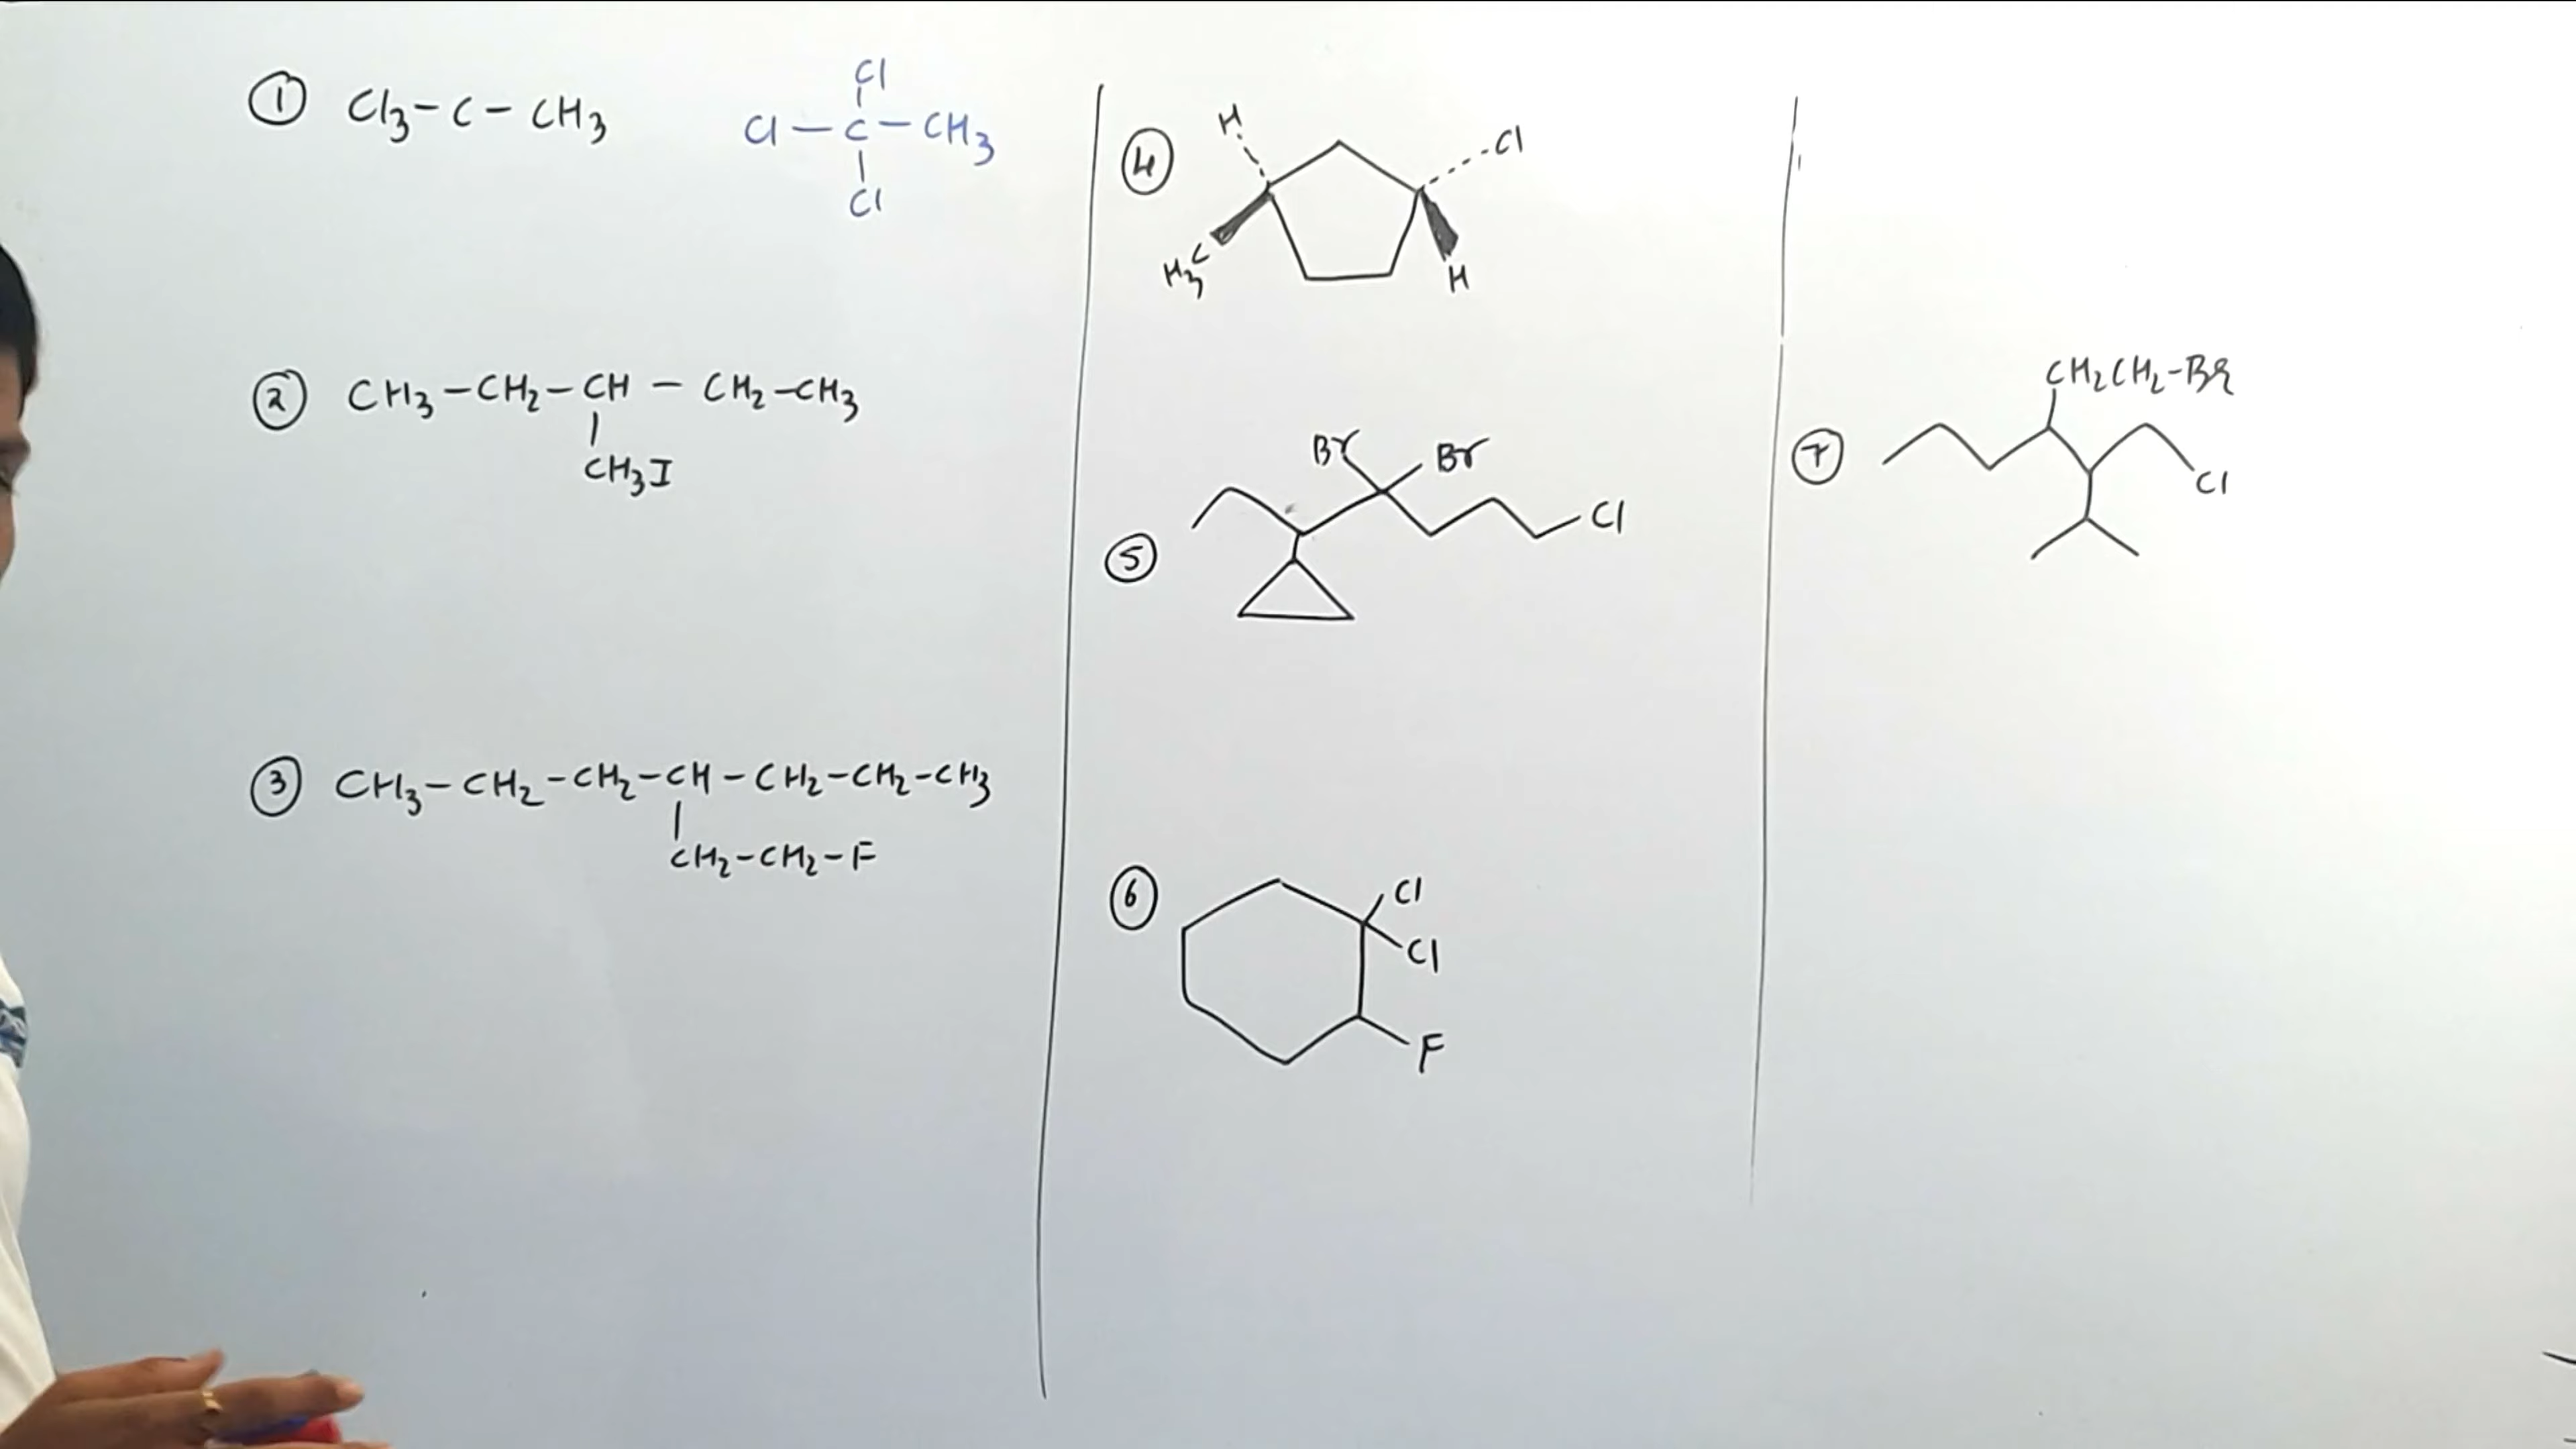 ① Cl₃-C-CH₃
Cl
Cl-C-CH₃
Cl
② CH₃-CH₂-CH-CH₂-CH₃
CH₃I
③ CH₃-CH₂-CH₂-CH-CH₂-CH₂-CH₃
CH₂-CH₂-F
④
H
Cl
H₃C
H
⑤
Br Br
Cl
⑥
Cl
Cl
F
⑦
CH₂CH₂-BR
Cl